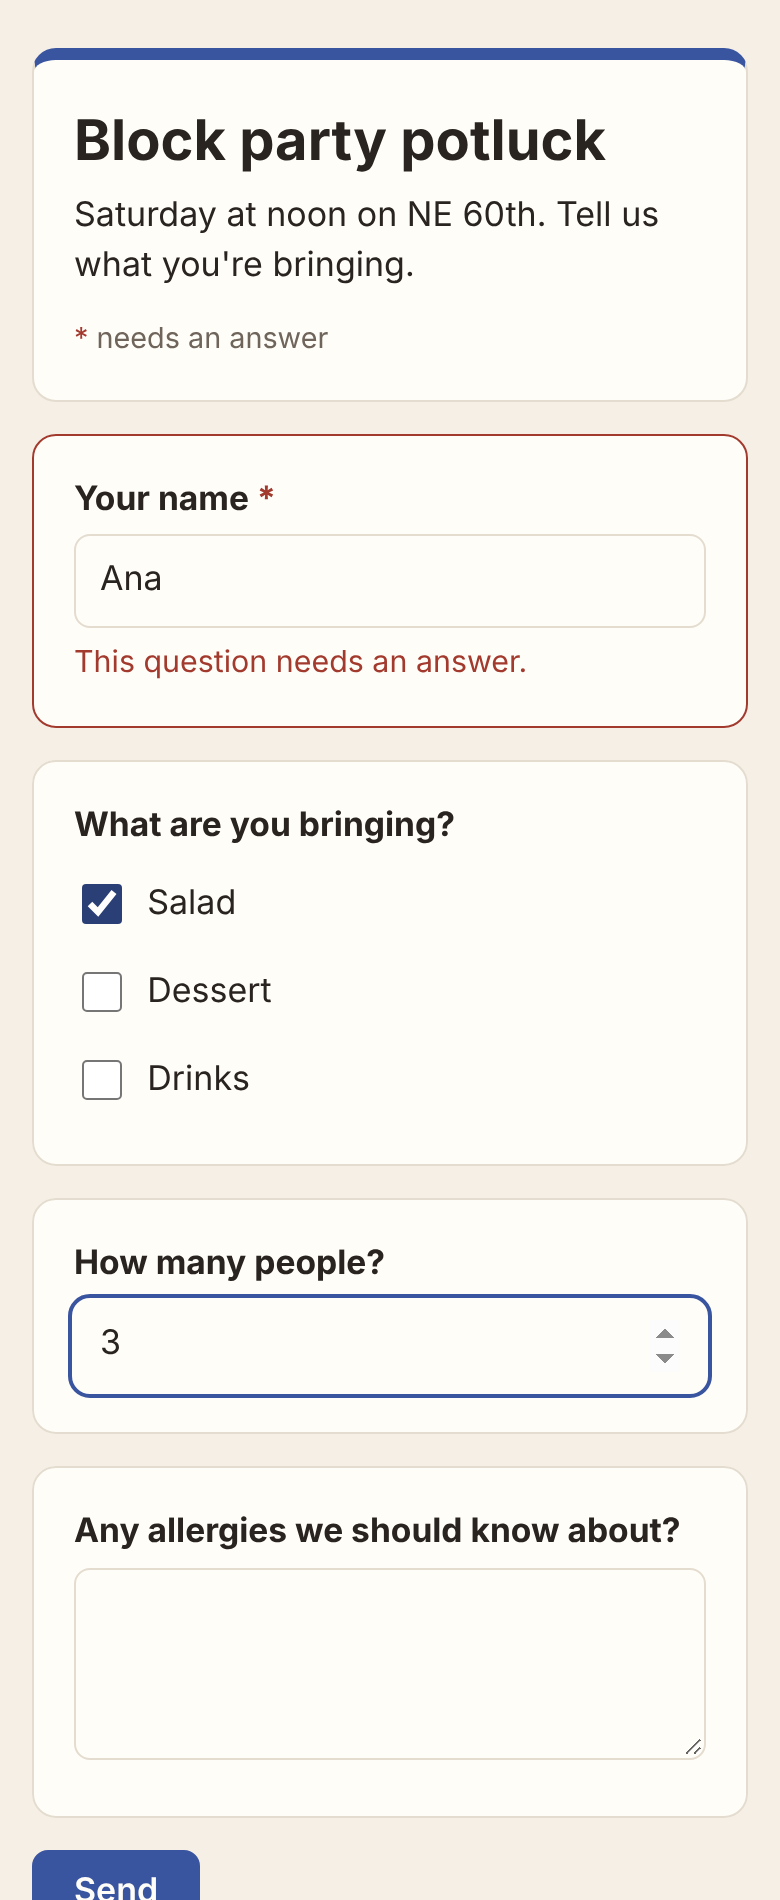 Block party potluck
Saturday at noon on NE 60th. Tell us
what you're bringing.
* needs an answer
Your name *
Ana
This question needs an answer.
What are you bringing?
Salad
Dessert
Drinks
How many people?
3
Any allergies we should know about?
Send